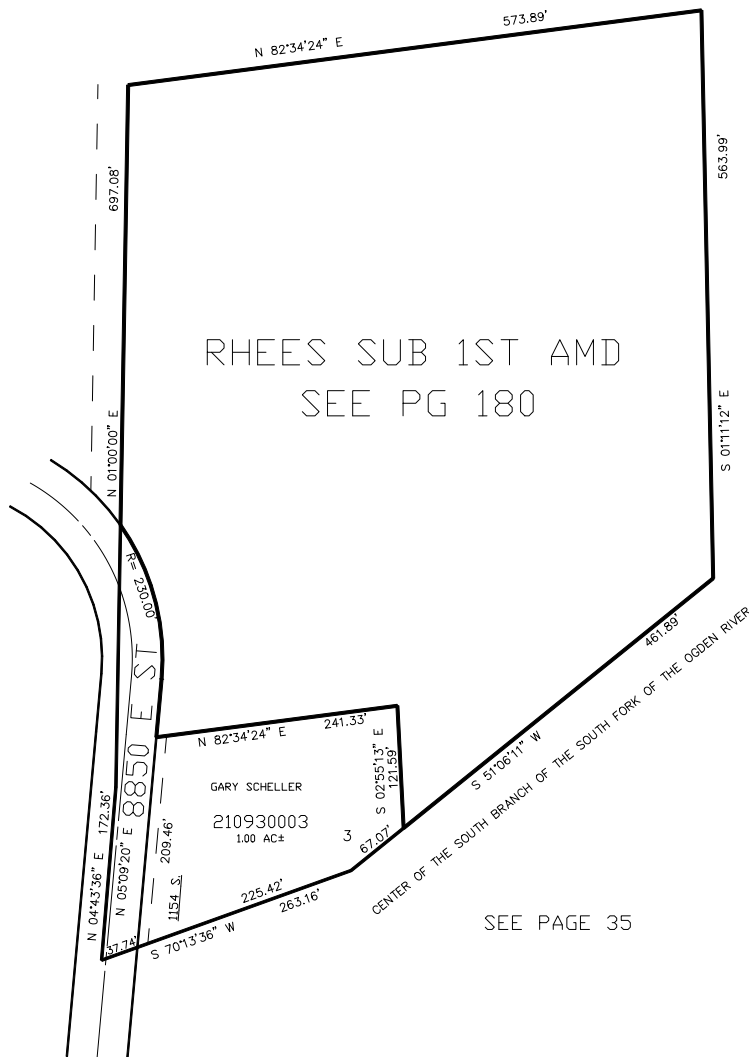 N 82°34'24" E
573.89'
697.08'
563.99'
RHEES SUB 1ST AMD
SEE PG 180
N 01°00'00" E
S 01°11'12" E
R= 230.00'
461.89'
8850 E ST
N 82°34'24" E
241.33'
S 02°55'13" E
121.59'
S 51°06'11" W
CENTER OF THE SOUTH BRANCH OF THE SOUTH FORK OF THE OGDEN RIVER
GARY SCHELLER
210930003
1.00 AC±
3
67.07'
172.36'
N 04°43'36" E
N 05°09'20" E
209.46'
1154 S.
225.42'
263.16'
37.74'
S 70°13'36" W
SEE PAGE 35